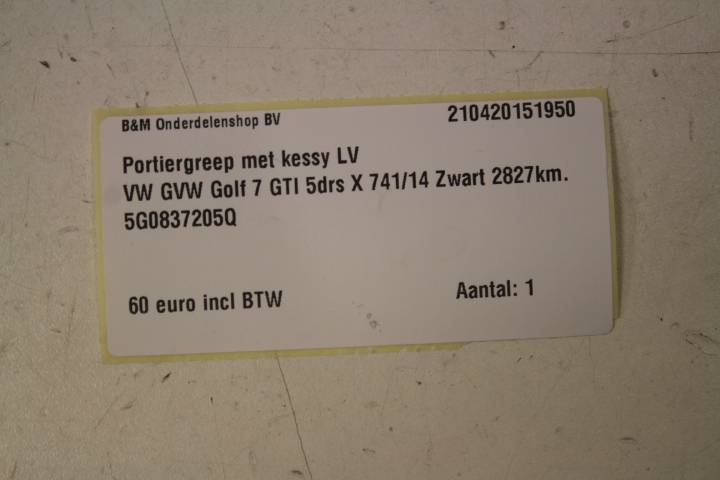 B&M Onderdelenshop BV 210420151950
Portiergreep met kessy LV
VW GVW Golf 7 GTI 5drs X 741/14 Zwart 2827km.
5G0837205Q
60 euro incl BTW Aantal: 1